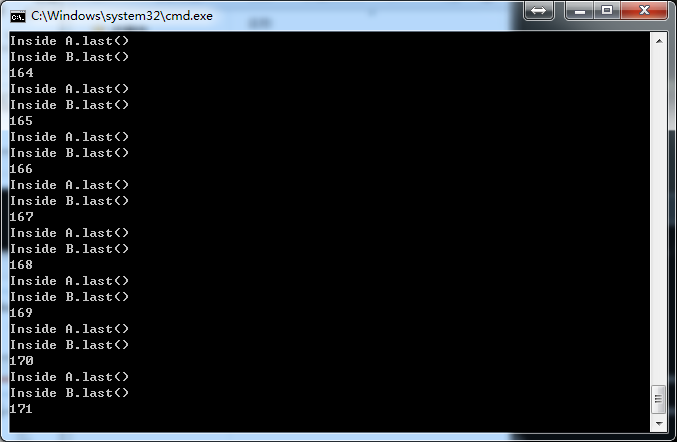 C:\Windows\system32\cmd.exe
Inside A.last()
Inside B.last()
164
Inside A.last()
Inside B.last()
165
Inside A.last()
Inside B.last()
166
Inside A.last()
Inside B.last()
167
Inside A.last()
Inside B.last()
168
Inside A.last()
Inside B.last()
169
Inside A.last()
Inside B.last()
170
Inside A.last()
Inside B.last()
171